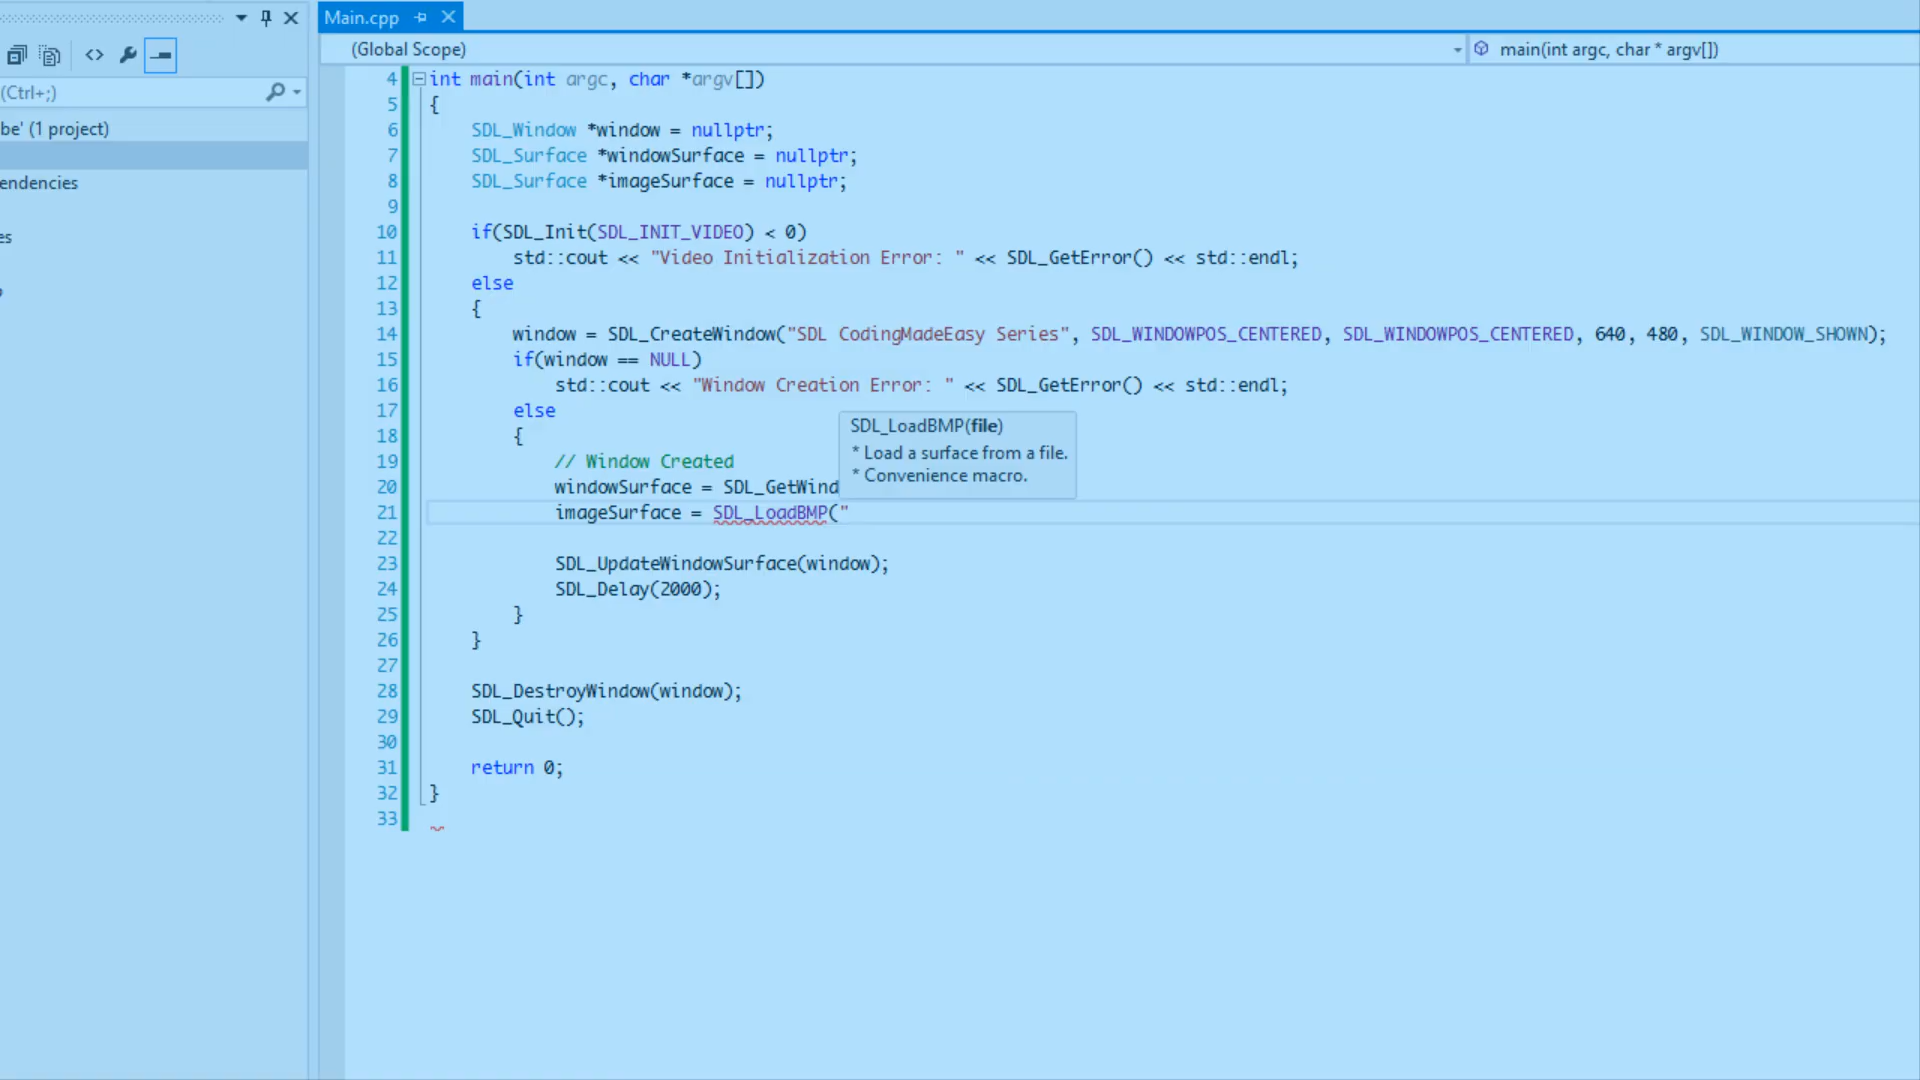 Main.cpp
(Global Scope)
main(int argc, char * argv[])
(Ctrl+;)
be' (1 project)
endencies
es
4 int main(int argc, char *argv[])
5 {
6 SDL_Window *window = nullptr;
7 SDL_Surface *windowSurface = nullptr;
8 SDL_Surface *imageSurface = nullptr;
9
10 if(SDL_Init(SDL_INIT_VIDEO) < 0)
11 std::cout << "Video Initialization Error: " << SDL_GetError() << std::endl;
12 else
13 {
14 window = SDL_CreateWindow("SDL CodingMadeEasy Series", SDL_WINDOWPOS_CENTERED, SDL_WINDOWPOS_CENTERED, 640, 480, SDL_WINDOW_SHOWN);
15 if(window == NULL)
16 std::cout << "Window Creation Error: " << SDL_GetError() << std::endl;
17 else
18 {
SDL_LoadBMP(file)
* Load a surface from a file.
* Convenience macro.
19 // Window Created
20 windowSurface = SDL_GetWind
21 imageSurface = SDL_LoadBMP("
22
23 SDL_UpdateWindowSurface(window);
24 SDL_Delay(2000);
25 }
26 }
27
28 SDL_DestroyWindow(window);
29 SDL_Quit();
30
31 return 0;
32 }
33